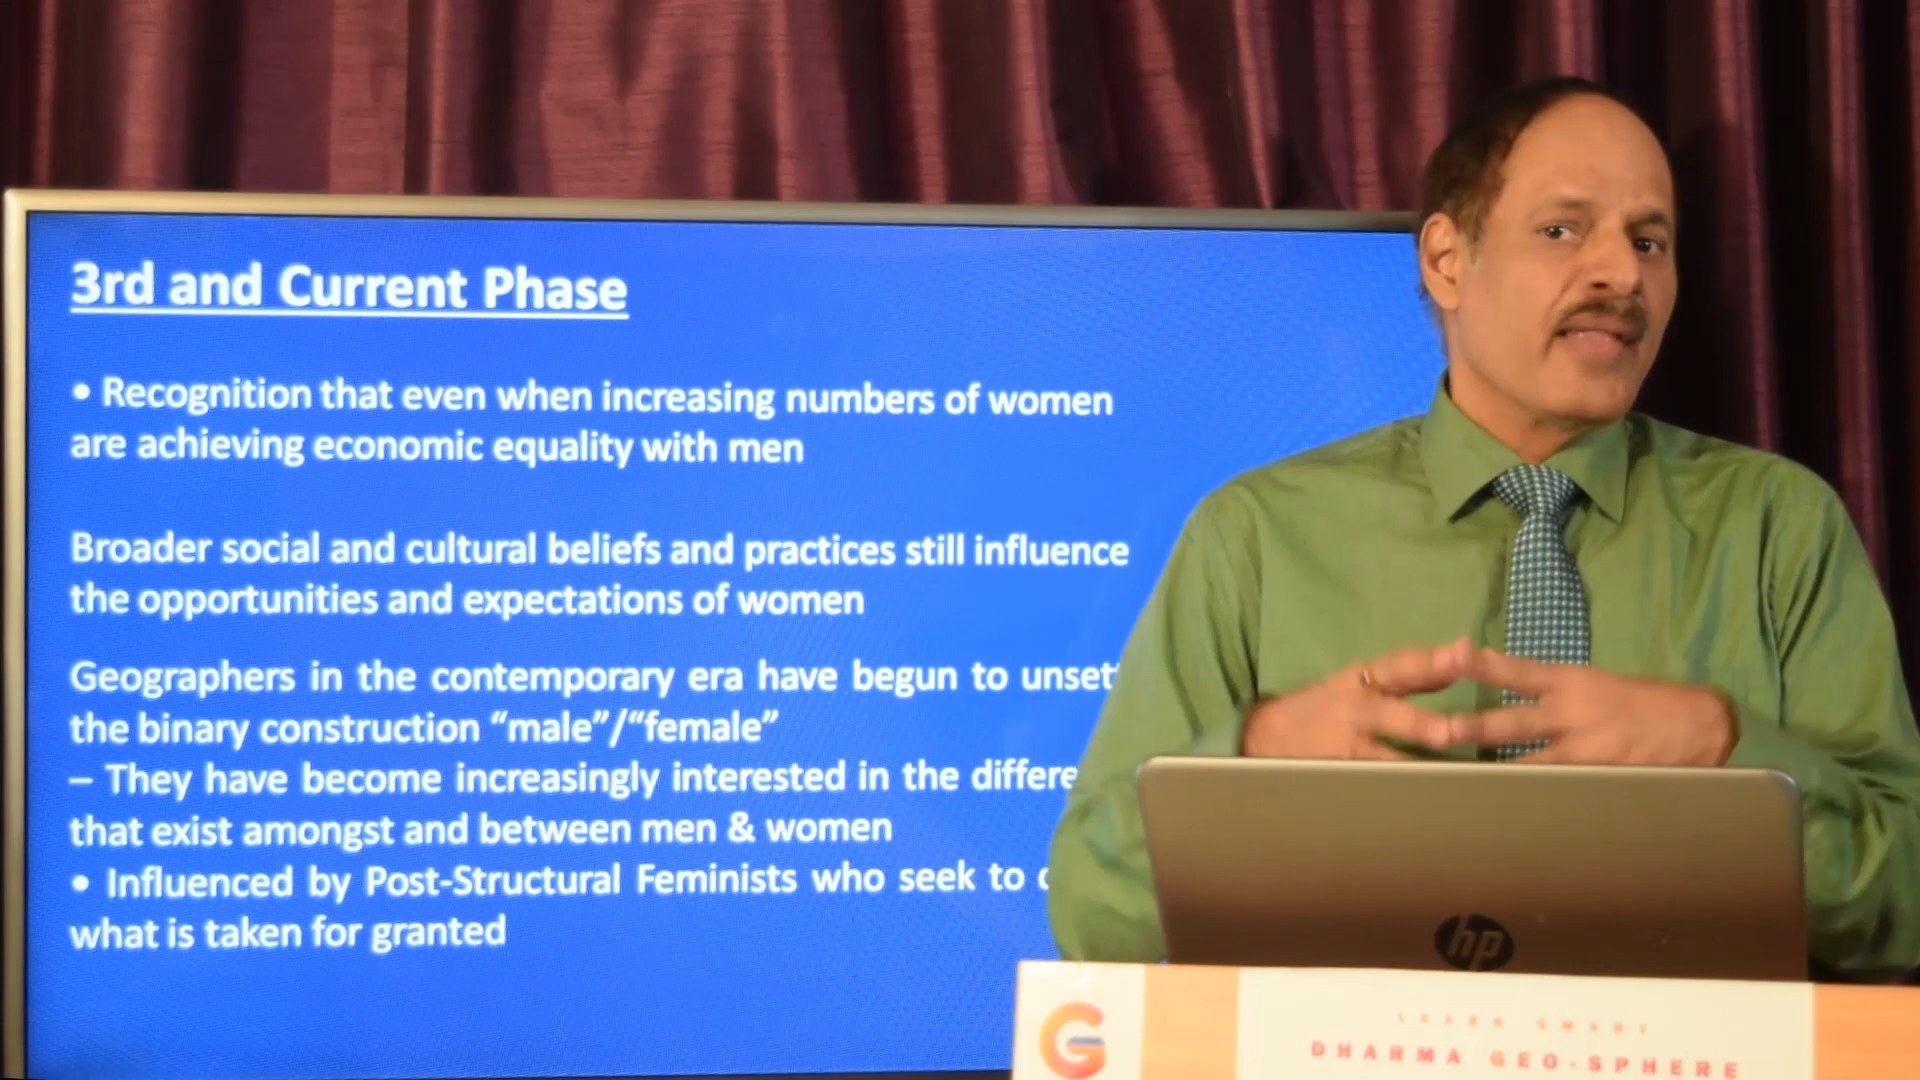 3rd and Current Phase
• Recognition that even when increasing numbers of women
are achieving economic equality with men
Broader social and cultural beliefs and practices still influence
the opportunities and expectations of women
Geographers in the contemporary era have begun to
the binary construction “male”/“female”
– They have become increasingly interested in the
that exist amongst and between men & women
• Influenced by Post-Structural Feminists who seek to
what is taken for granted
hp
G
LEARN SMART
DHARMA GEO-SPHERE